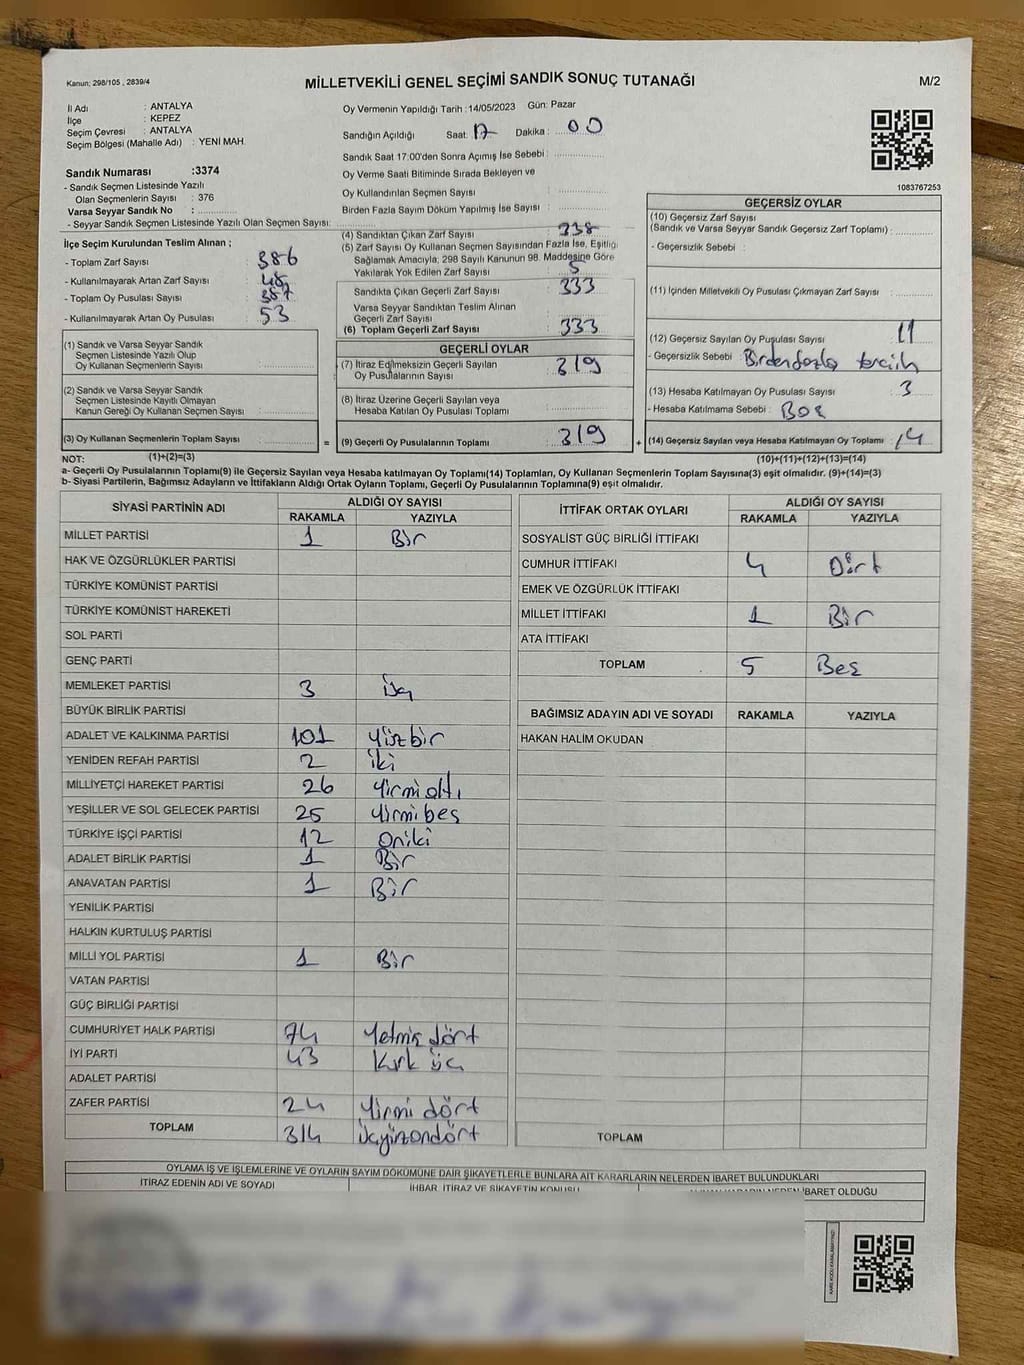 Kanun: 298/105 , 2839/4
MİLLETVEKİLİ GENEL SEÇİMİ SANDIK SONUÇ TUTANAĞI
M/2
İl Adı : ANTALYA
İlçe : KEPEZ
Seçim Çevresi : ANTALYA
Seçim Bölgesi (Mahalle Adı) : YENİ MAH.
Sandık Numarası :3374
- Sandık Seçmen Listesinde Yazılı
Olan Seçmenlerin Sayısı : 376
Varsa Seyyar Sandık No :
- Seyyar Sandık Seçmen Listesinde Yazılı Olan Seçmen Sayısı:
İlçe Seçim Kurulundan Teslim Alınan ;
- Toplam Zarf Sayısı : 386
- Kullanılmayarak Artan Zarf Sayısı : 48
- Toplam Oy Pusulası Sayısı : 387
- Kullanılmayarak Artan Oy Pusulası : 53
Oy Vermenin Yapıldığı Tarih :14/05/2023 Gün: Pazar
Sandığın Açıldığı Saat: 17 Dakika : 00
Sandık Saat 17:00'den Sonra Açımış İse Sebebi :
Oy Verme Saati Bitiminde Sırada Bekleyen ve
Oy Kullandırılan Seçmen Sayısı :
Birden Fazla Sayım Döküm Yapılmış İse Sayısı :
(4) Sandıktan Çıkan Zarf Sayısı : 338
(5) Zarf Sayısı Oy Kullanan Seçmen Sayısından Fazla İse, Eşitliği
Sağlamak Amacıyla, 298 Sayılı Kanunun 98. Maddesine Göre
Yakılarak Yok Edilen Zarf Sayısı : 5
Sandıkta Çıkan Geçerli Zarf Sayısı : 333
Varsa Seyyar Sandıktan Teslim Alınan
Geçerli Zarf Sayısı :
(6) Toplam Geçerli Zarf Sayısı : 333
1083767253
GEÇERSİZ OYLAR
(10) Geçersiz Zarf Sayısı
(Sandık ve Varsa Seyyar Sandık Geçersiz Zarf Toplamı) :
- Geçersizlik Sebebi :
(11) İçinden Milletvekili Oy Pusulası Çıkmayan Zarf Sayısı :
(12) Geçersiz Sayılan Oy Pusulası Sayısı : 11
- Geçersizlik Sebebi : Birden fazla tercih
(13) Hesaba Katılmayan Oy Pusulası Sayısı : 3
- Hesaba Katılmama Sebebi : Boş
(14) Geçersiz Sayılan veya Hesaba Katılmayan Oy Toplamı : 14
(10)+(11)+(12)+(13)=(14)
(1) Sandık ve Varsa Seyyar Sandık
Seçmen Listesinde Yazılı Olup
Oy Kullanan Seçmenlerin Sayısı :
(2) Sandık ve Varsa Seyyar Sandık
Seçmen Listesinde Kayıtlı Olmayan
Kanun Gereği Oy Kullanan Seçmen Sayısı :
(3) Oy Kullanan Seçmenlerin Toplam Sayısı :
GEÇERLİ OYLAR
(7) İtiraz Edilmeksizin Geçerli Sayılan
Oy Pusulalarının Sayısı : 319
(8) İtiraz Üzerine Geçerli Sayılan veya
Hesaba Katılan Oy Pusulası Toplamı :
= (9) Geçerli Oy Pusulalarının Toplamı : 319 +
NOT: (1)+(2)=(3)
a- Geçerli Oy Pusulalarının Toplamı(9) ile Geçersiz Sayılan veya Hesaba katılmayan Oy Toplamı(14) Toplamları, Oy Kullanan Seçmenlerin Toplam Sayısına(3) eşit olmalıdır. (9)+(14)=(3)
b- Siyasi Partilerin, Bağımsız Adayların ve İttifakların Aldığı Ortak Oyların Toplamı, Geçerli Oy Pusulalarının Toplamına(9) eşit olmalıdır.
SİYASİ PARTİNİN ADI ALDIĞI OY SAYISI
RAKAMLA YAZIYLA
MİLLET PARTİSİ 1 Bir
HAK VE ÖZGÜRLÜKLER PARTİSİ
TÜRKİYE KOMÜNİST PARTİSİ
TÜRKİYE KOMÜNİST HAREKETİ
SOL PARTİ
GENÇ PARTİ
MEMLEKET PARTİSİ 3 üç
BÜYÜK BİRLİK PARTİSİ
ADALET VE KALKINMA PARTİSİ 101 Yüzbir
YENİDEN REFAH PARTİSİ 2 iki
MİLLİYETÇİ HAREKET PARTİSİ 26 Yirmialtı
YEŞİLLER VE SOL GELECEK PARTİSİ 25 Yirmibeş
TÜRKİYE İŞÇİ PARTİSİ 12 Oniki
ADALET BİRLİK PARTİSİ 1 Bir
ANAVATAN PARTİSİ 1 Bir
YENİLİK PARTİSİ
HALKIN KURTULUŞ PARTİSİ
MİLLİ YOL PARTİSİ 1 Bir
VATAN PARTİSİ
GÜÇ BİRLİĞİ PARTİSİ
CUMHURİYET HALK PARTİSİ 74 Yetmiş dört
İYİ PARTİ 43 Kırk üç
ADALET PARTİSİ
ZAFER PARTİSİ 24 Yirmi dört
TOPLAM 314 Üçyüzondört
İTTİFAK ORTAK OYLARI ALDIĞI OY SAYISI
RAKAMLA YAZIYLA
SOSYALİST GÜÇ BİRLİĞİ İTTİFAKI
CUMHUR İTTİFAKI 4 Dört
EMEK VE ÖZGÜRLÜK İTTİFAKI
MİLLET İTTİFAKI 1 Bir
ATA İTTİFAKI
TOPLAM 5 Beş
BAĞIMSIZ ADAYIN ADI VE SOYADI RAKAMLA YAZIYLA
HAKAN HALİM OKUDAN
TOPLAM
OYLAMA İŞ VE İŞLEMLERİNE VE OYLARIN SAYIM DÖKÜMÜNE DAİR ŞİKAYETLERLE BUNLARA AİT KARARLARIN NELERDEN İBARET BULUNDUKLARI
İTİRAZ EDENİN ADI VE SOYADI İHBAR, İTİRAZ VE ŞİKAYETİN KONUSU NEDEN İBARET OLDUĞU